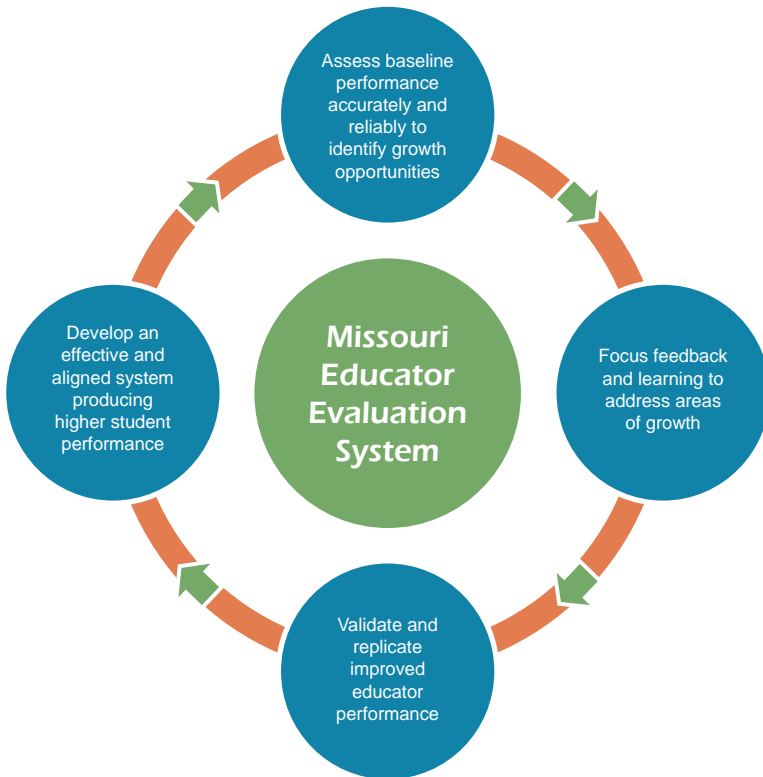 Assess baseline
performance
accurately and
reliably to
identify growth
opportunities
Develop an
effective and
aligned system
producing
higher student
performance
Missouri
Educator
Evaluation
System
Focus feedback
and learning to
address areas
of growth
Validate and
replicate
improved
educator
performance